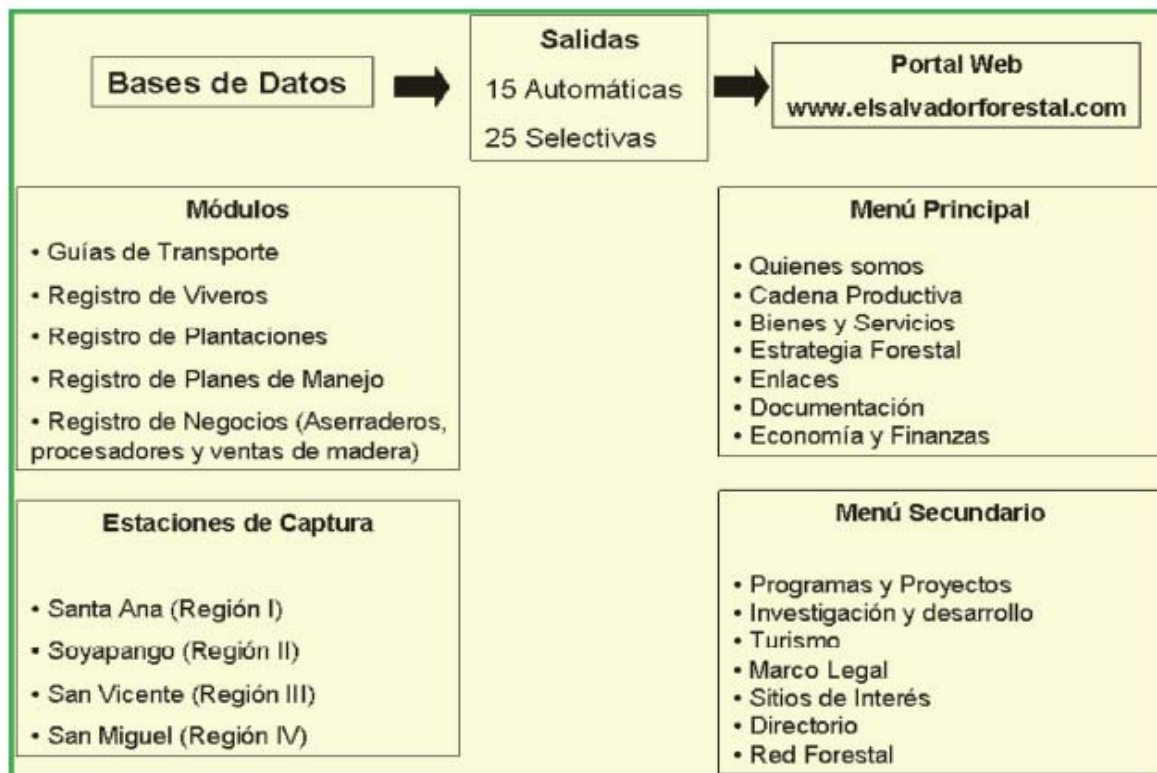 Bases de Datos
Salidas
15 Automáticas
25 Selectivas
Portal Web
www.elsalvadorforestal.com
Módulos
• Guías de Transporte
• Registro de Viveros
• Registro de Plantaciones
• Registro de Planes de Manejo
• Registro de Negocios (Aserraderos,
procesadores y ventas de madera)
Estaciones de Captura
• Santa Ana (Región I)
• Soyapango (Región II)
• San Vicente (Región III)
• San Miguel (Región IV)
Menú Principal
• Quienes somos
• Cadena Productiva
• Bienes y Servicios
• Estrategia Forestal
• Enlaces
• Documentación
• Economía y Finanzas
Menú Secundario
• Programas y Proyectos
• Investigación y desarrollo
• Turismo
• Marco Legal
• Sitios de Interés
• Directorio
• Red Forestal